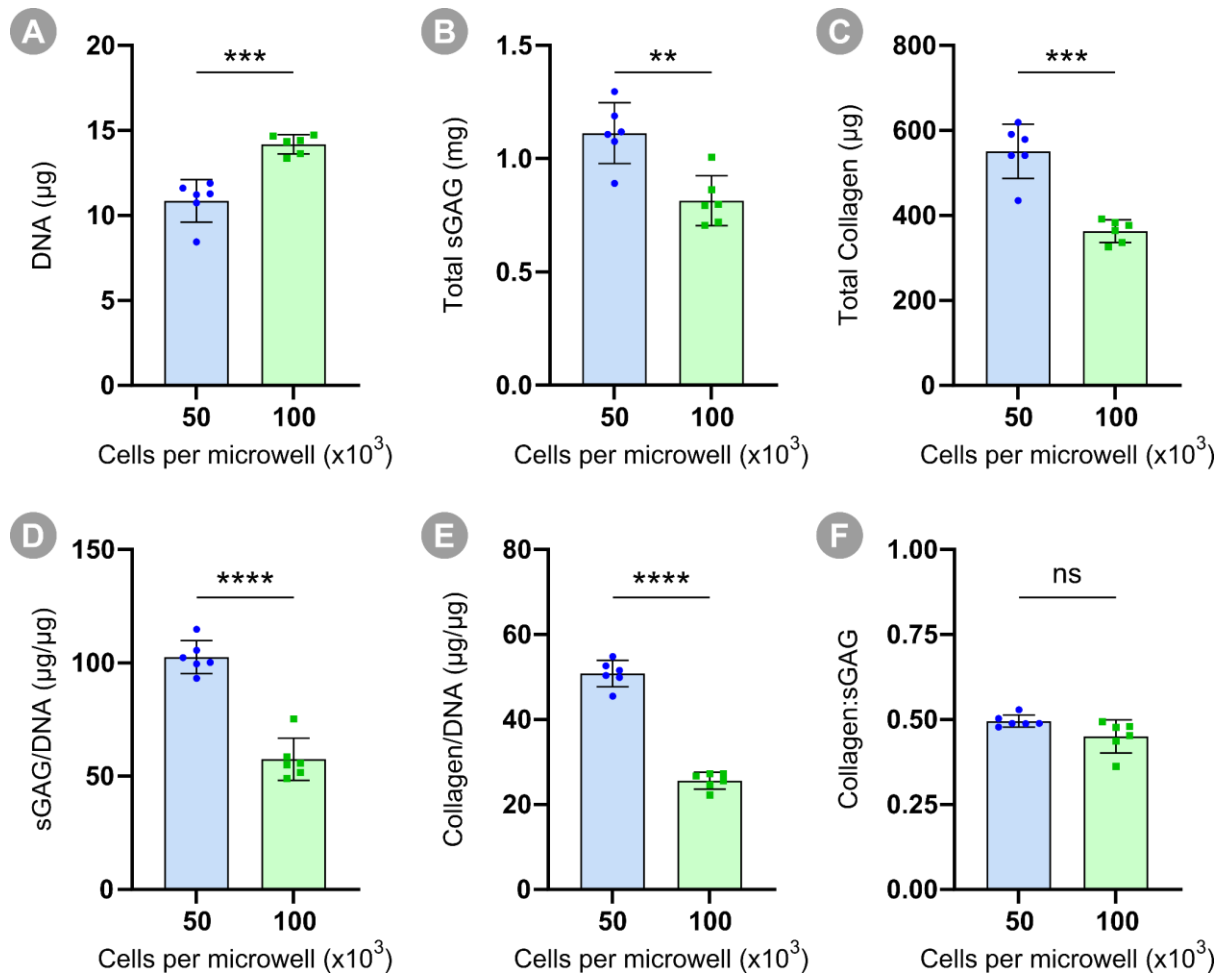 A
DNA (µg)
20
15
10
5
0
***
50 100
Cells per microwell (x10³)
B
Total sGAG (mg)
1.5
1.0
0.5
0.0
**
50 100
Cells per microwell (x10³)
C
Total Collagen (µg)
800
600
400
200
0
***
50 100
Cells per microwell (x10³)
D
sGAG/DNA (µg/µg)
150
100
50
0
****
50 100
Cells per microwell (x10³)
E
Collagen/DNA (µg/µg)
80
60
40
20
0
****
50 100
Cells per microwell (x10³)
F
Collagen:sGAG
1.00
0.75
0.50
0.25
0.00
ns
50 100
Cells per microwell (x10³)